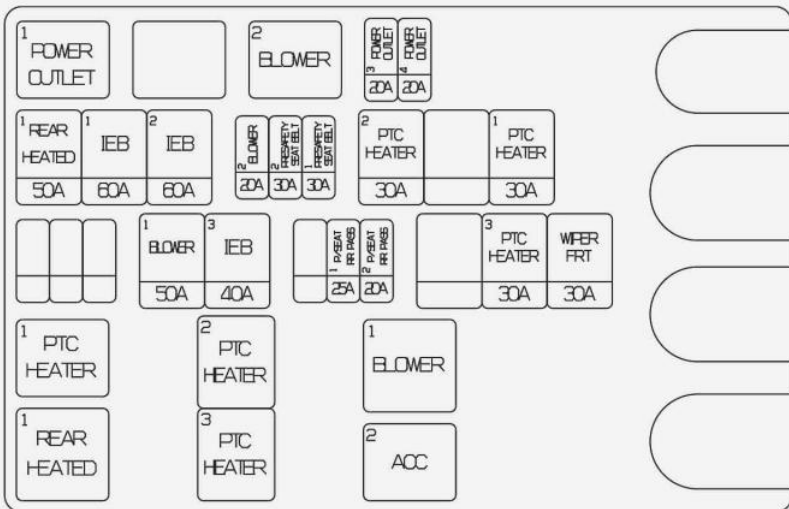 1
POWER
OUTLET
2
BLOWER
3 POWER
OUTLET
20A
4 POWER
OUTLET
20A
1 REAR
HEATED
50A
1
IEB
60A
2
IEB
60A
2 BLOWER
20A
2 PRESAFETY
SEAT BELT
30A
1 PRESAFETY
SEAT BELT
30A
2
PTC
HEATER
30A
1
PTC
HEATER
30A
1
BLOWER
50A
3
IEB
40A
1 P/SEAT
RR PASS
25A
2 P/SEAT
RR PASS
20A
3
PTC
HEATER
30A
WIPER
FRT
30A
1
PTC
HEATER
2
PTC
HEATER
1
BLOWER
1
REAR
HEATED
3
PTC
HEATER
2
ACC